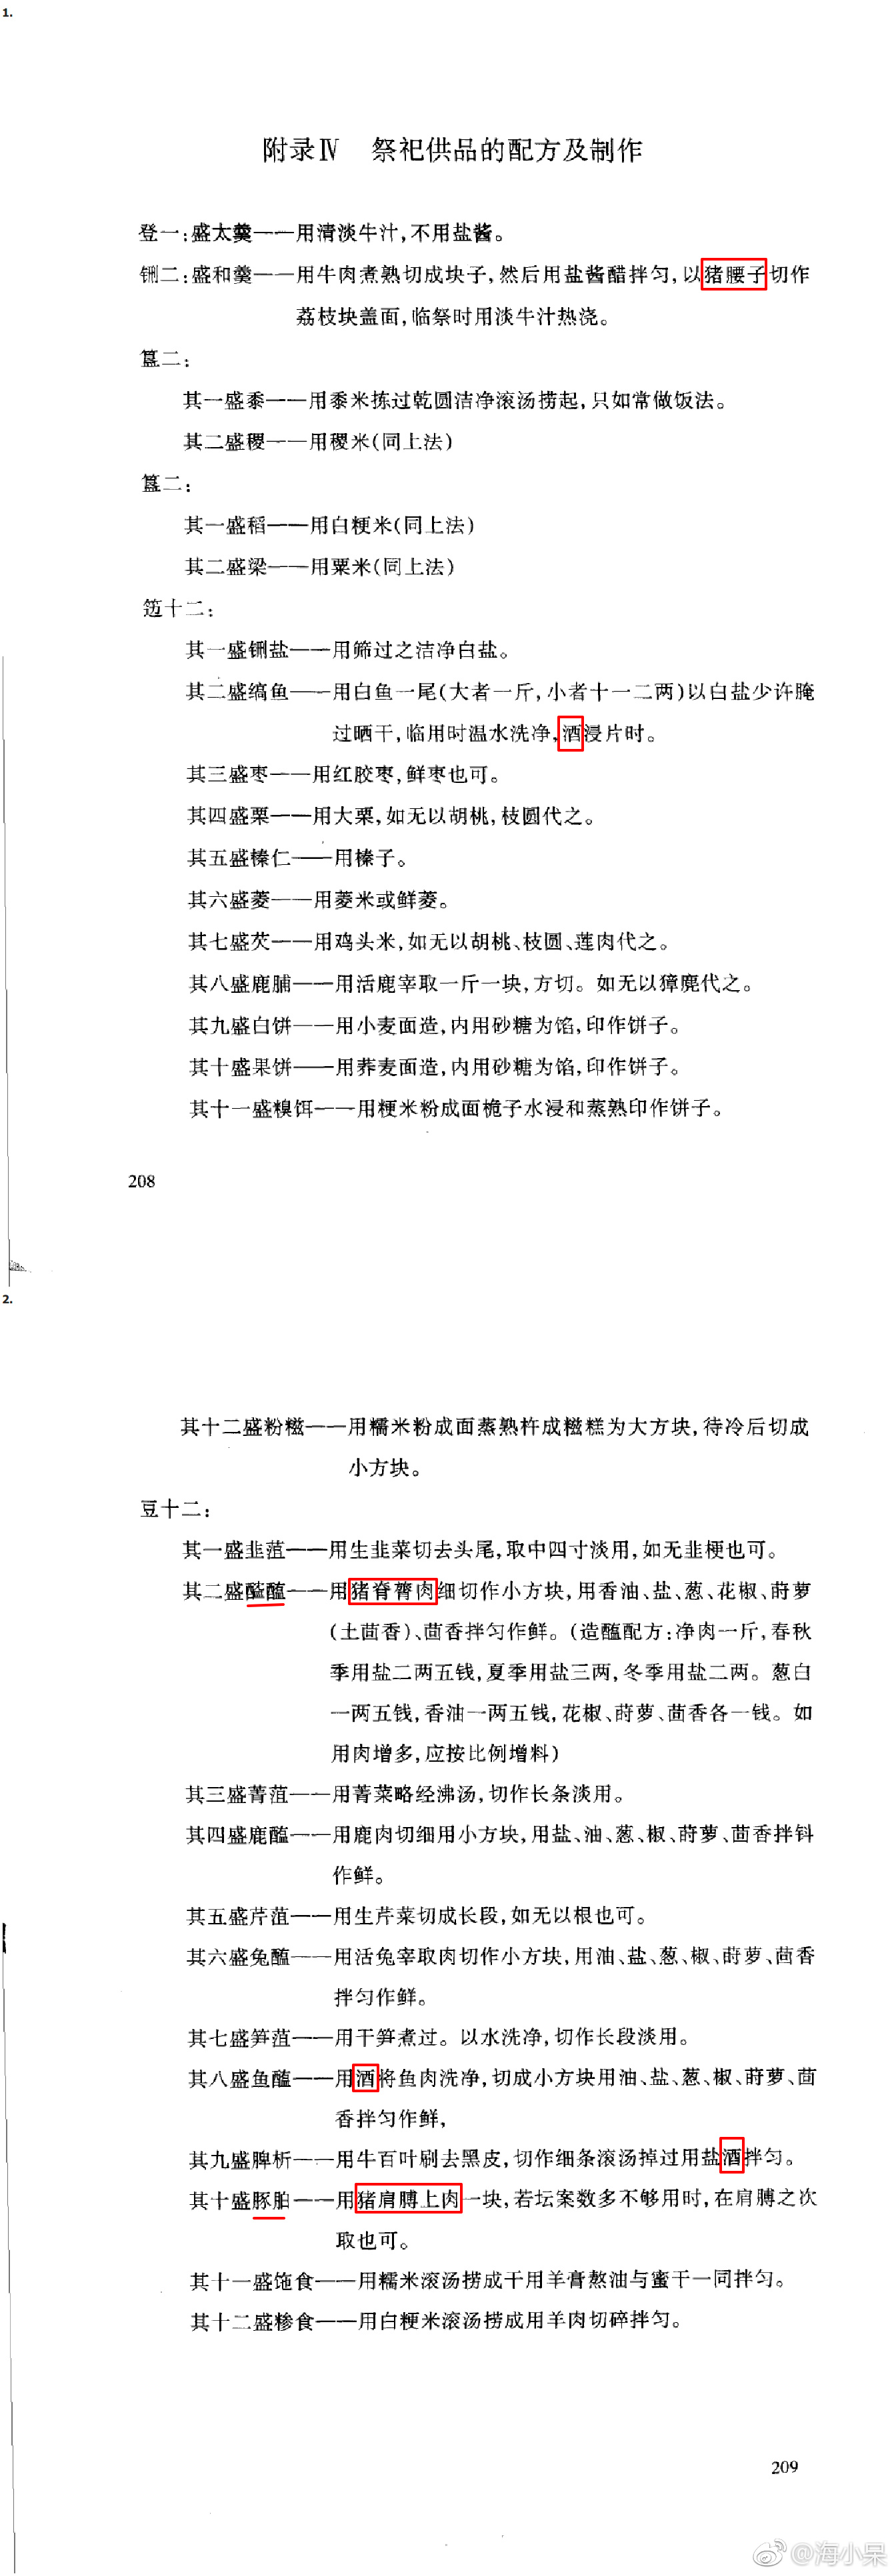 1.
附录Ⅳ 祭祀供品的配方及制作
登一:盛太羹——用清淡牛汁,不用盐酱。
铏二:盛和羹——用牛肉煮熟切成块子,然后用盐酱醋拌匀,以猪腰子切作
荔枝块盖面,临祭时用淡牛汁热浇。
簋二:
其一盛黍——用黍米拣过乾圆洁净滚汤捞起,只如常做饭法。
其二盛稷——用稷米(同上法)
簋二:
其一盛稻——用白粳米(同上法)
其二盛梁——用粟米(同上法)
笾十二:
其一盛铏盐——用筛过之洁净白盐。
其二盛缟鱼——用白鱼一尾(大者一斤,小者十一二两)以白盐少许腌
过晒干,临用时温水洗净,酒浸片时。
其三盛枣——用红胶枣,鲜枣也可。
其四盛栗——用大栗,如无以胡桃,枝圆代之。
其五盛榛仁——用榛子。
其六盛菱——用菱米或鲜菱。
其七盛芡——用鸡头米,如无以胡桃、枝圆、莲肉代之。
其八盛鹿脯——用活鹿宰取一斤一块,方切。如无以獐麂代之。
其九盛白饼——用小麦面造,内用砂糖为馅,印作饼子。
其十盛果饼——用荞麦面造,内用砂糖为馅,印作饼子。
其十一盛糗饵——用粳米粉成面栀子水浸和蒸熟印作饼子。
208
2.
其十二盛粉糍——用糯米粉成面蒸熟杵成糍糕为大方块,待冷后切成
小方块。
豆十二:
其一盛韭菹——用生韭菜切去头尾,取中四寸淡用,如无韭梗也可。
其二盛醓醢——用猪脊膂肉细切作小方块,用香油、盐、葱、花椒、莳萝
(土茴香)、茴香拌匀作鲜。(造醢配方:净肉一斤,春秋
季用盐二两五钱,夏季用盐三两,冬季用盐二两。葱白
一两五钱,香油一两五钱,花椒、莳萝、茴香各一钱。如
用肉增多,应按比例增料)
其三盛菁菹——用菁菜略经沸汤,切作长条淡用。
其四盛鹿醢——用鹿肉切细用小方块,用盐、油、葱、椒、莳萝、茴香拌钭
作鲜。
其五盛芹菹——用生芹菜切成长段,如无以根也可。
其六盛兔醢——用活兔宰取肉切作小方块,用油、盐、葱、椒、莳萝、茴香
拌匀作鲜。
其七盛笋菹——用干笋煮过。以水洗净,切作长段淡用。
其八盛鱼醢——用酒将鱼肉洗净,切成小方块用油、盐、葱、椒、莳萝、茴
香拌匀作鲜,
其九盛脾析——用牛百叶刷去黑皮,切作细条滚汤掉过用盐酒拌匀。
其十盛豚胉——用猪肩膊上肉一块,若坛案数多不够用时,在肩膊之次
取也可。
其十一盛饱食——用糯米滚汤捞成干用羊膏熬油与蜜干一同拌匀。
其十二盛糁食——用白粳米滚汤捞成用羊肉切碎拌匀。
209
@海小呆